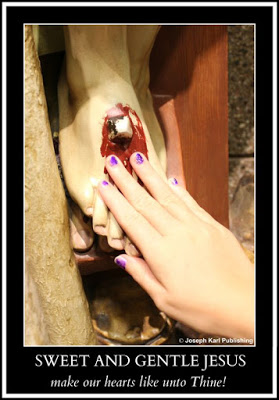 © Joseph Karl Publishing
SWEET AND GENTLE JESUS
make our hearts like unto Thine!